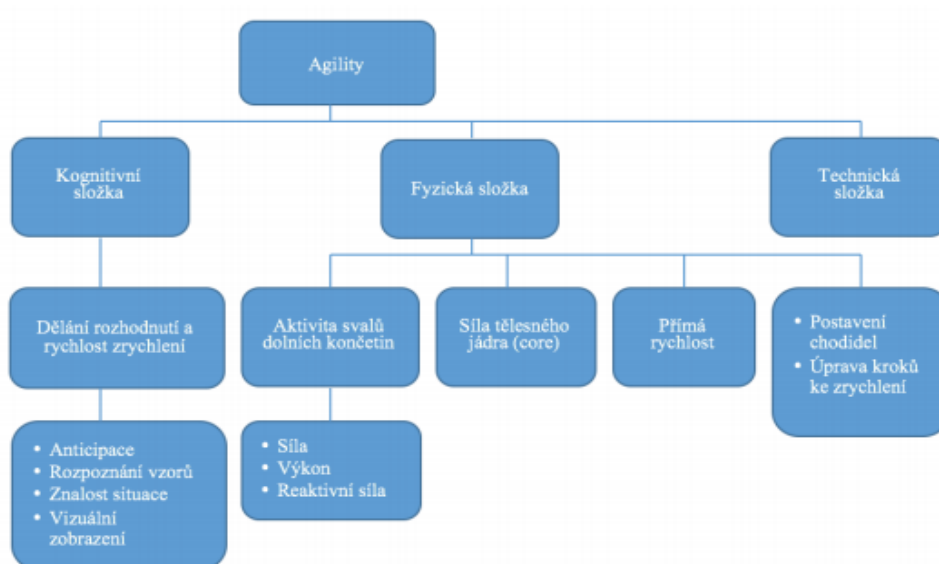 Agility
Kognitivní
složka
Fyzická složka
Technická
složka
Dělání rozhodnutí a
rychlost zrychlení
Aktivita svalů
dolních končetin
Síla tělesného
jádra (core)
Přímá
rychlost
• Postavení
chodidel
• Úprava kroků
ke zrychlení
• Anticipace
• Rozpoznání vzorů
• Znalost situace
• Vizuální
zobrazení
• Síla
• Výkon
• Reaktivní síla